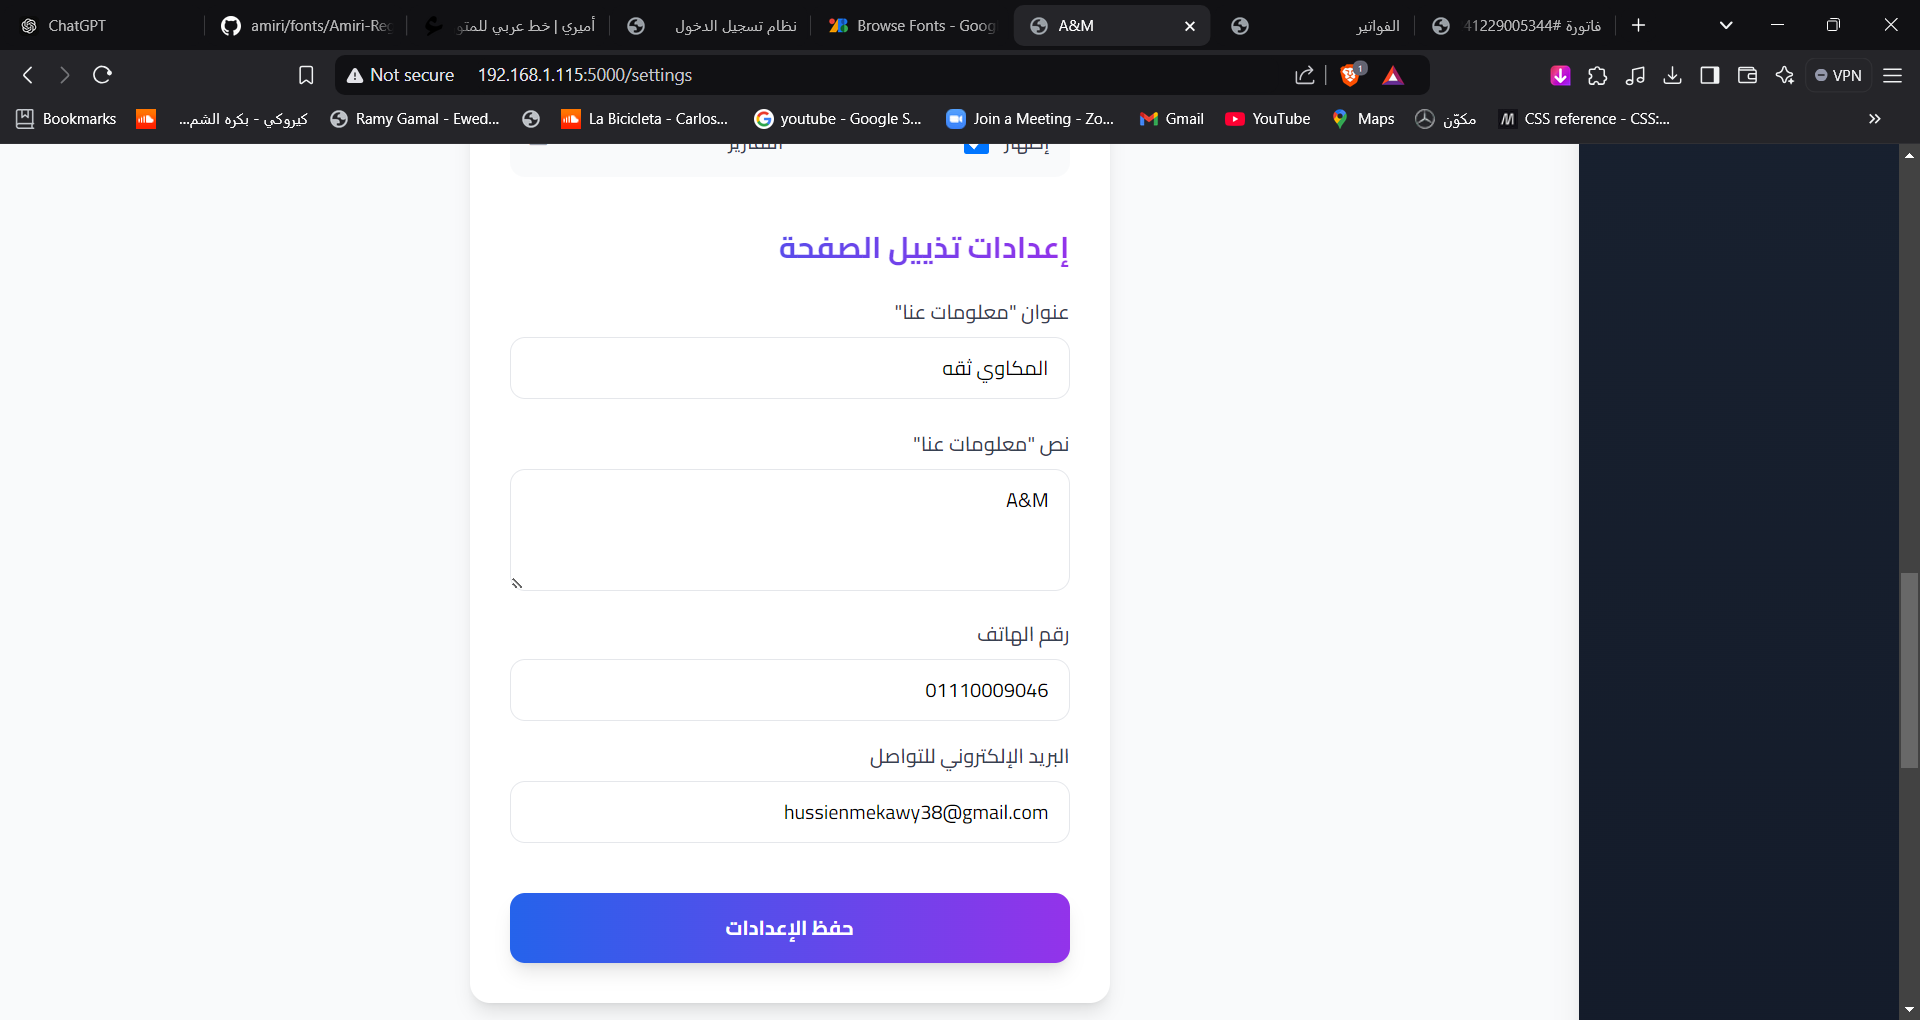 ChatGPT
amiri/fonts/Amiri-Reg
أميري | خط عربي للمتو
نظام تسجيل الدخول
Browse Fonts - Goog
A&M
الفواتير
فاتورة #41229005344
Not secure
192.168.1.115:5000/settings
1
VPN
Bookmarks
كيروكي - بكره الشم...
Ramy Gamal - Ewed...
La Bicicleta - Carlos...
youtube - Google S...
Join a Meeting - Zo...
Gmail
YouTube
Maps
مكوّن
CSS reference - CSS:...
إظهار
التقارير
إعدادات تذييل الصفحة
عنوان "معلومات عنا"
المكاوي ثقه
نص "معلومات عنا"
A&M
رقم الهاتف
01110009046
البريد الإلكتروني للتواصل
hussienmekawy38@gmail.com
حفظ الإعدادات